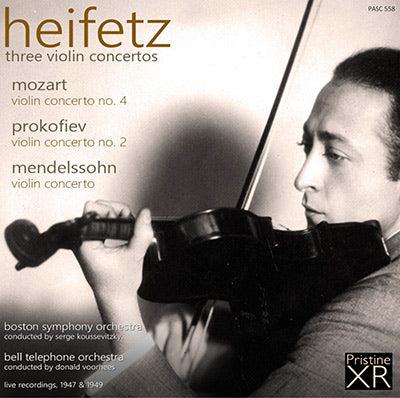 PASC 558
heifetz
three violin concertos
mozart
violin concerto no. 4
prokofiev
violin concerto no. 2
mendelssohn
violin concerto
boston symphony orchestra
conducted by serge koussevitzky
bell telephone orchestra
conducted by donald voorhees
live recordings, 1947 & 1949
Pristine
XR